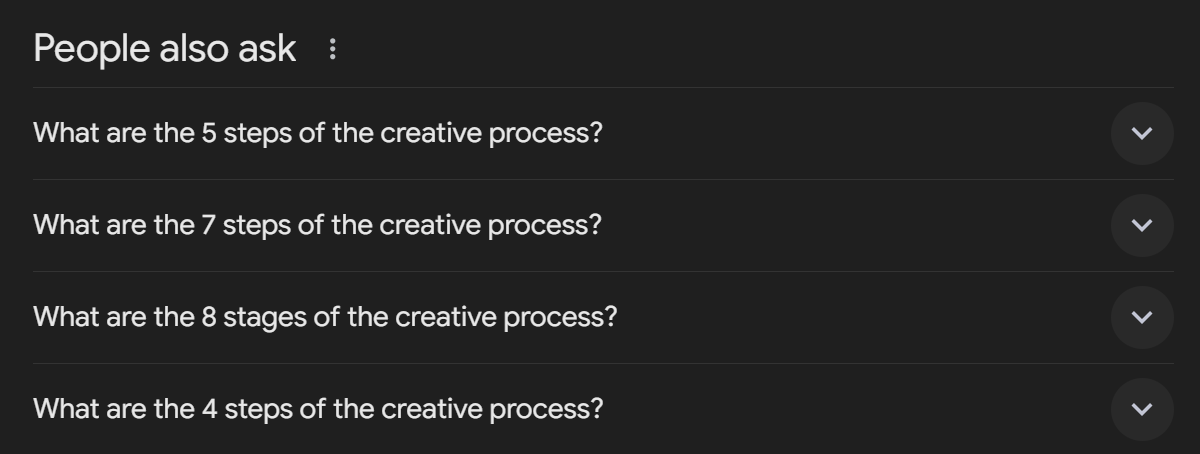 People also ask
What are the 5 steps of the creative process?
What are the 7 steps of the creative process?
What are the 8 stages of the creative process?
What are the 4 steps of the creative process?